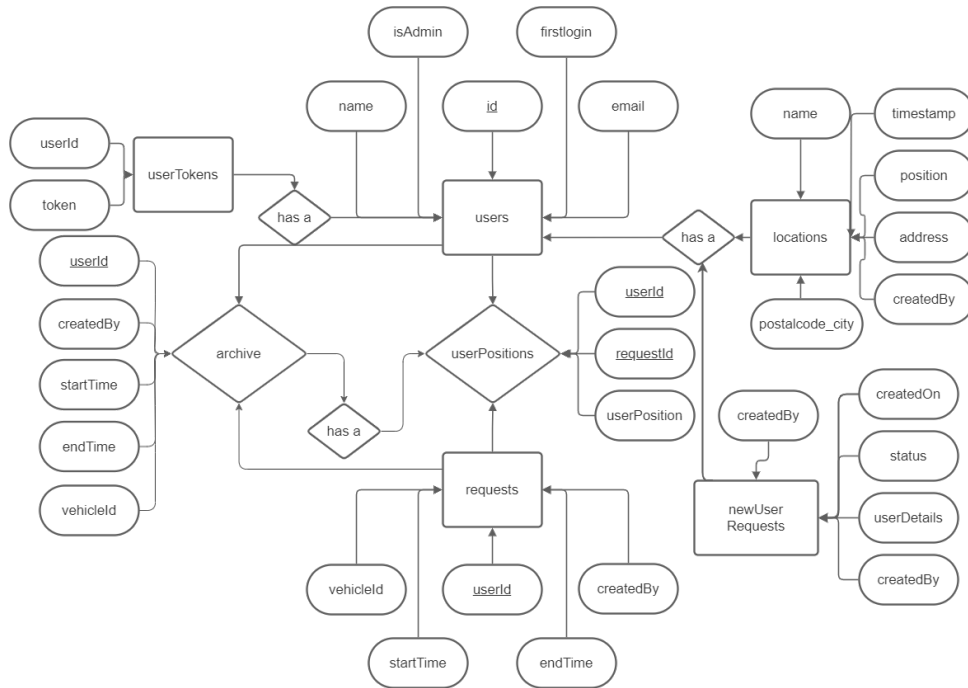 isAdmin
firstlogin
name
id
email
name
timestamp
userId
userTokens
position
token
has a
users
has a
locations
address
userId
userId
createdBy
createdBy
postalcode_city
archive
userPositions
requestId
startTime
createdOn
userPosition
createdBy
has a
endTime
status
requests
newUser
Requests
vehicleId
userDetails
vehicleId
userId
createdBy
createdBy
startTime
endTime